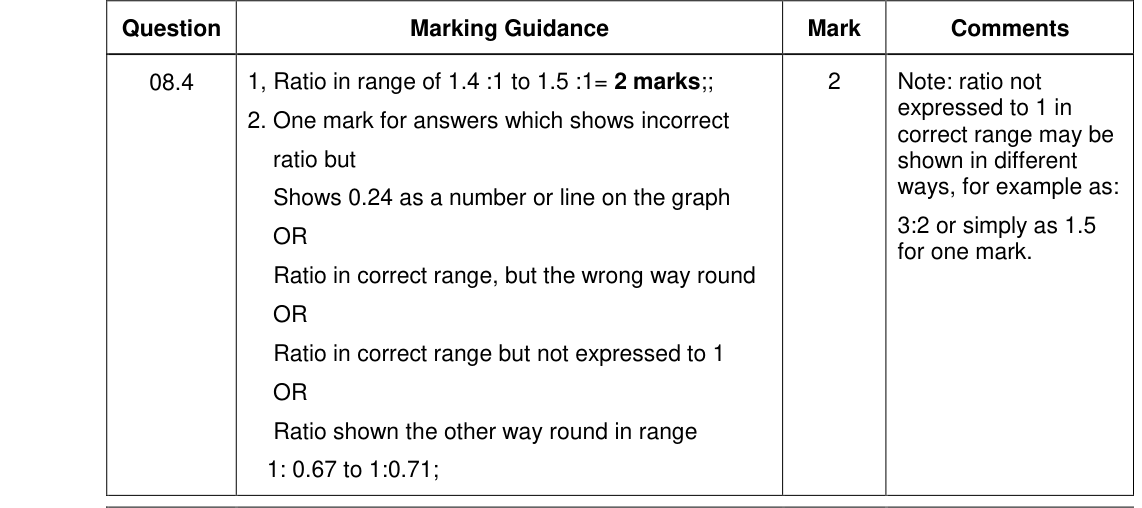 Question Marking Guidance Mark Comments
08.4
1, Ratio in range of 1.4 :1 to 1.5 :1= 2 marks;;
2. One mark for answers which shows incorrect
ratio but
Shows 0.24 as a number or line on the graph
OR
Ratio in correct range, but the wrong way round
OR
Ratio in correct range but not expressed to 1
OR
Ratio shown the other way round in range
1: 0.67 to 1:0.71;
2
Note: ratio not
expressed to 1 in
correct range may be
shown in different
ways, for example as:
3:2 or simply as 1.5
for one mark.